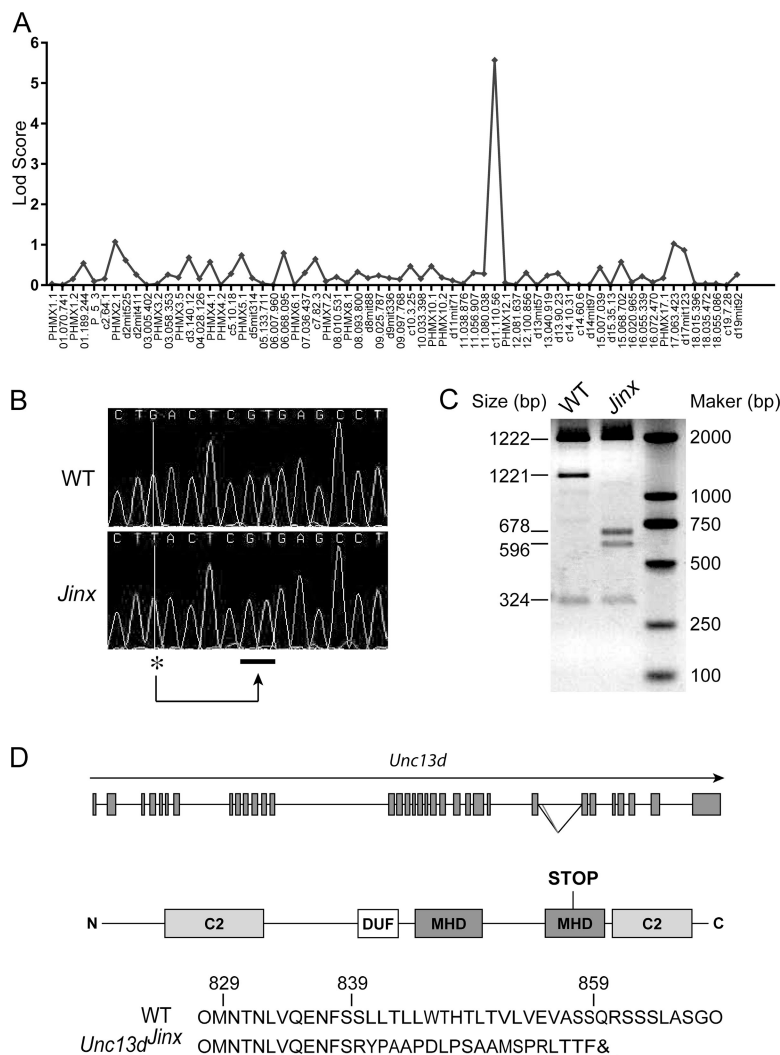 A
6
5
4
3
2
1
0
Lod Score
PHMX1.1
01.070.741
PHMX1.2
01.189.244
P_5_3
c2.64.1
PHMX2.1
d2mit525
d2mit411
03.005.402
PHMX3.2
03.058.353
PHMX3.5
d3.140.12
04.028.126
PHMX4.1
PHMX4.2
c5.10.18
PHMX5.1
d5mit314
05.133.711
06.007.960
06.068.095
PHMX6.1
07.036.437
c7.82.3
PHMX7.2
08.010.531
PHMX8.1
08.093.800
d8mit88
09.025.787
d9mit336
09.097.768
c10.3.25
10.033.398
PHMX10.1
PHMX10.2
d11mit71
11.038.876
11.058.907
11.080.038
c11.110.56
PHMX12.1
12.081.637
12.100.856
d13mit57
13.049.919
d13.90.23
c14.10.31
c14.60.6
d14mit97
15.007.039
d15.35.13
15.068.702
16.020.965
16.055.339
16.072.470
PHMX17.1
17.063.423
d17mit123
18.015.396
18.035.472
18.055.086
c19.7.28
d19mit92
B
C T G A C T C G T G A G C C T
WT
C T T A C T C G T G A G C C T
Jinx
*
C
Size (bp) WT Jinx Maker (bp)
1222
1221
678
596
324
2000
1000
750
500
250
100
D
Unc13d
STOP
N C2 DUF MHD MHD C2 C
829 839 859
WT OMNTNLVQENFSSLLTLLWTHTLTVLVEVASSQRSSSLASGO
Unc13dJinx OMNTNLVQENFSRYPAAPDLPSAAMSPRLTTF&